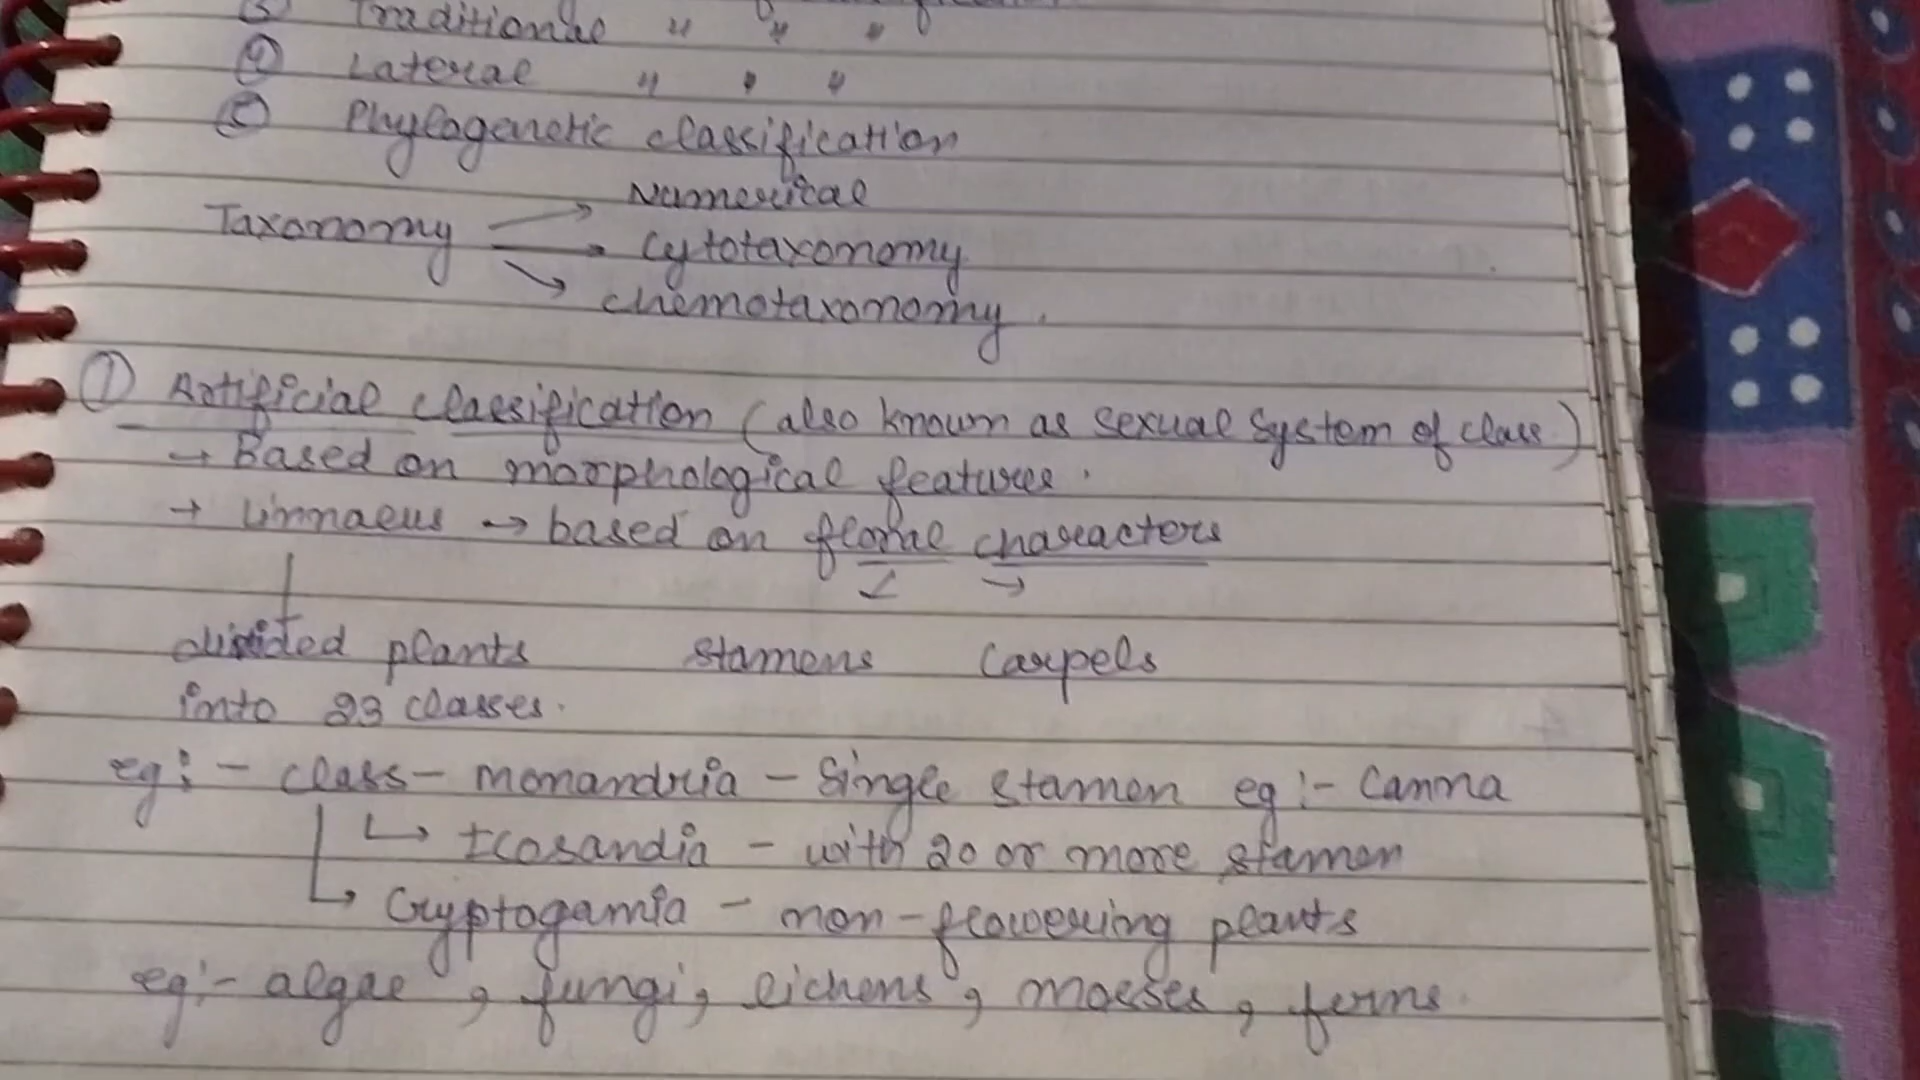 ③ Traditional " " "
④ Lateral " " "
⑤ Phylogenetic classification
Numerical
Taxonomy → Cytotaxonomy
Chemotaxonomy.
① Artificial classification (also known as sexual system of class.)
→ Based on morphological features.
→ Linnaeus → based on floral characters
divided plants stamens carpels
into 23 classes.
eg:- class- monandria - Single stamen eg:- Canna
↳ Icosandia - with 20 or more stamen
↳ Cryptogamia - non-flowering plants
eg:- algae, fungi, lichens, mosses, ferns.